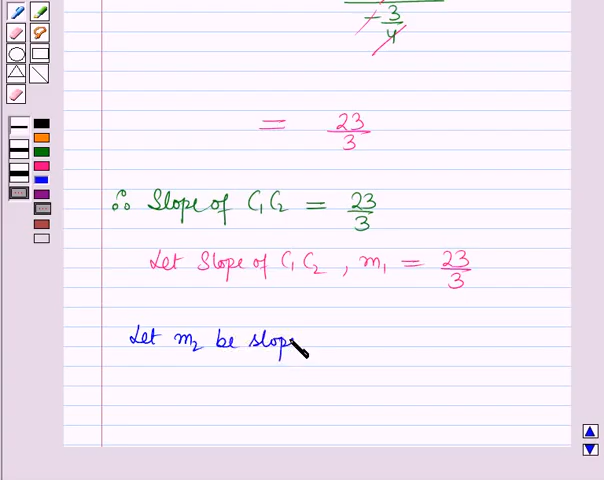 - 3/4
= 23/3
∴ Slope of C₁C₂ = 23/3
Let Slope of C₁C₂, m₁ = 23/3
Let m₂ be slope